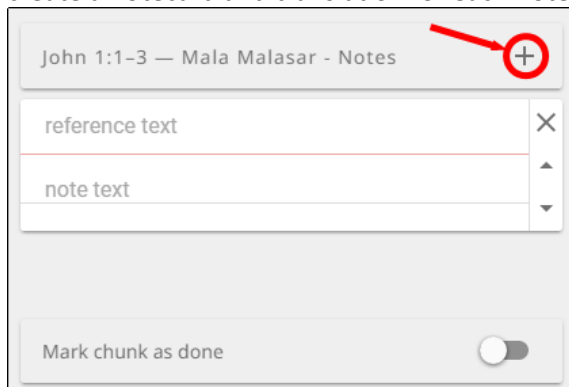 John 1:1–3 — Mala Malasar - Notes
reference text
note text
Mark chunk as done